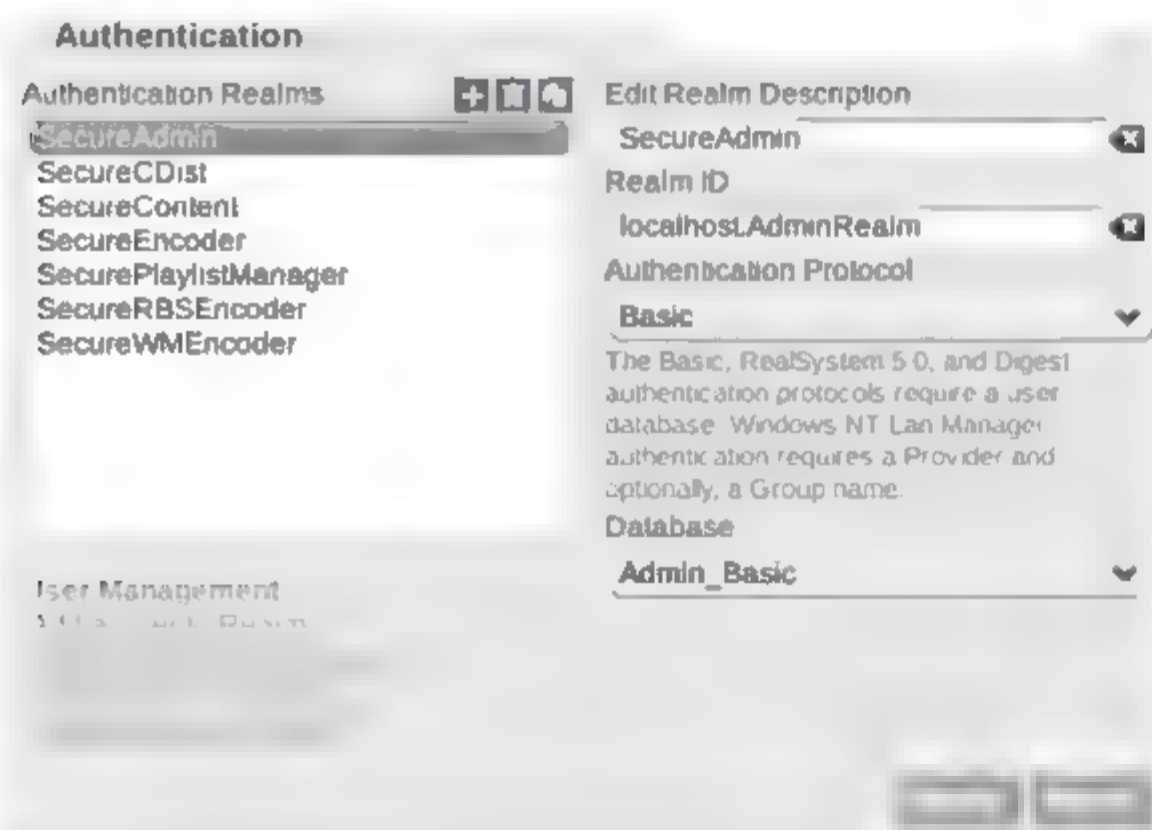 Authentication
Authentication Realms
SecureAdmin
SecureCDist
SecureContent
SecureEncoder
SecurePlaylistManager
SecureRBSEncoder
SecureWMEncoder
User Management
Edit Realm Description
SecureAdmin
Realm ID
localhost.AdminRealm
Authentication Protocol
Basic
The Basic, RealSystem 5.0, and Digest
authentication protocols require a user
database. Windows NT Lan Manager
authentication requires a Provider and
optionally, a Group name.
Database
Admin_Basic